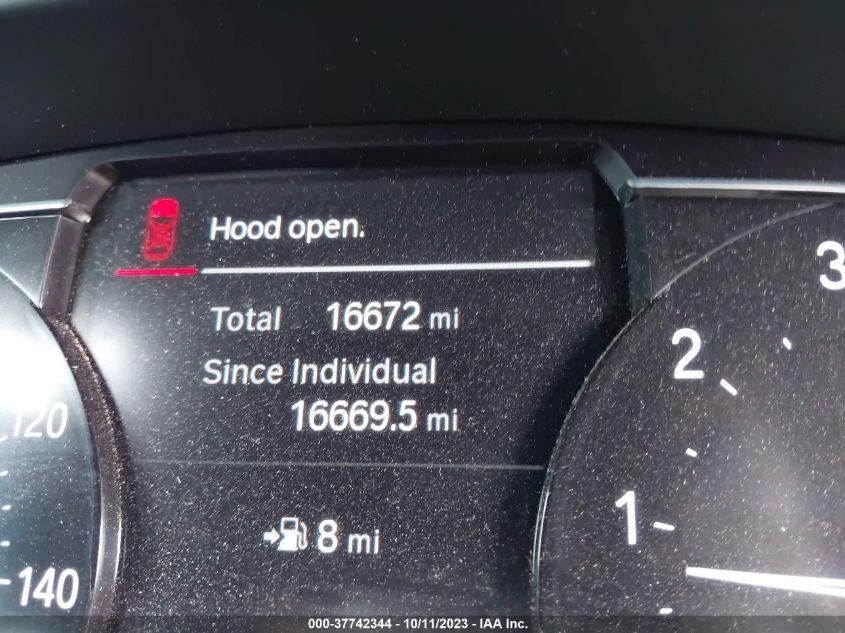 Hood open.
Total 16672 mi
Since Individual
16669.5 mi
8 mi
120
140
3
2
1
000-37742344 - 10/11/2023 - IAA Inc.